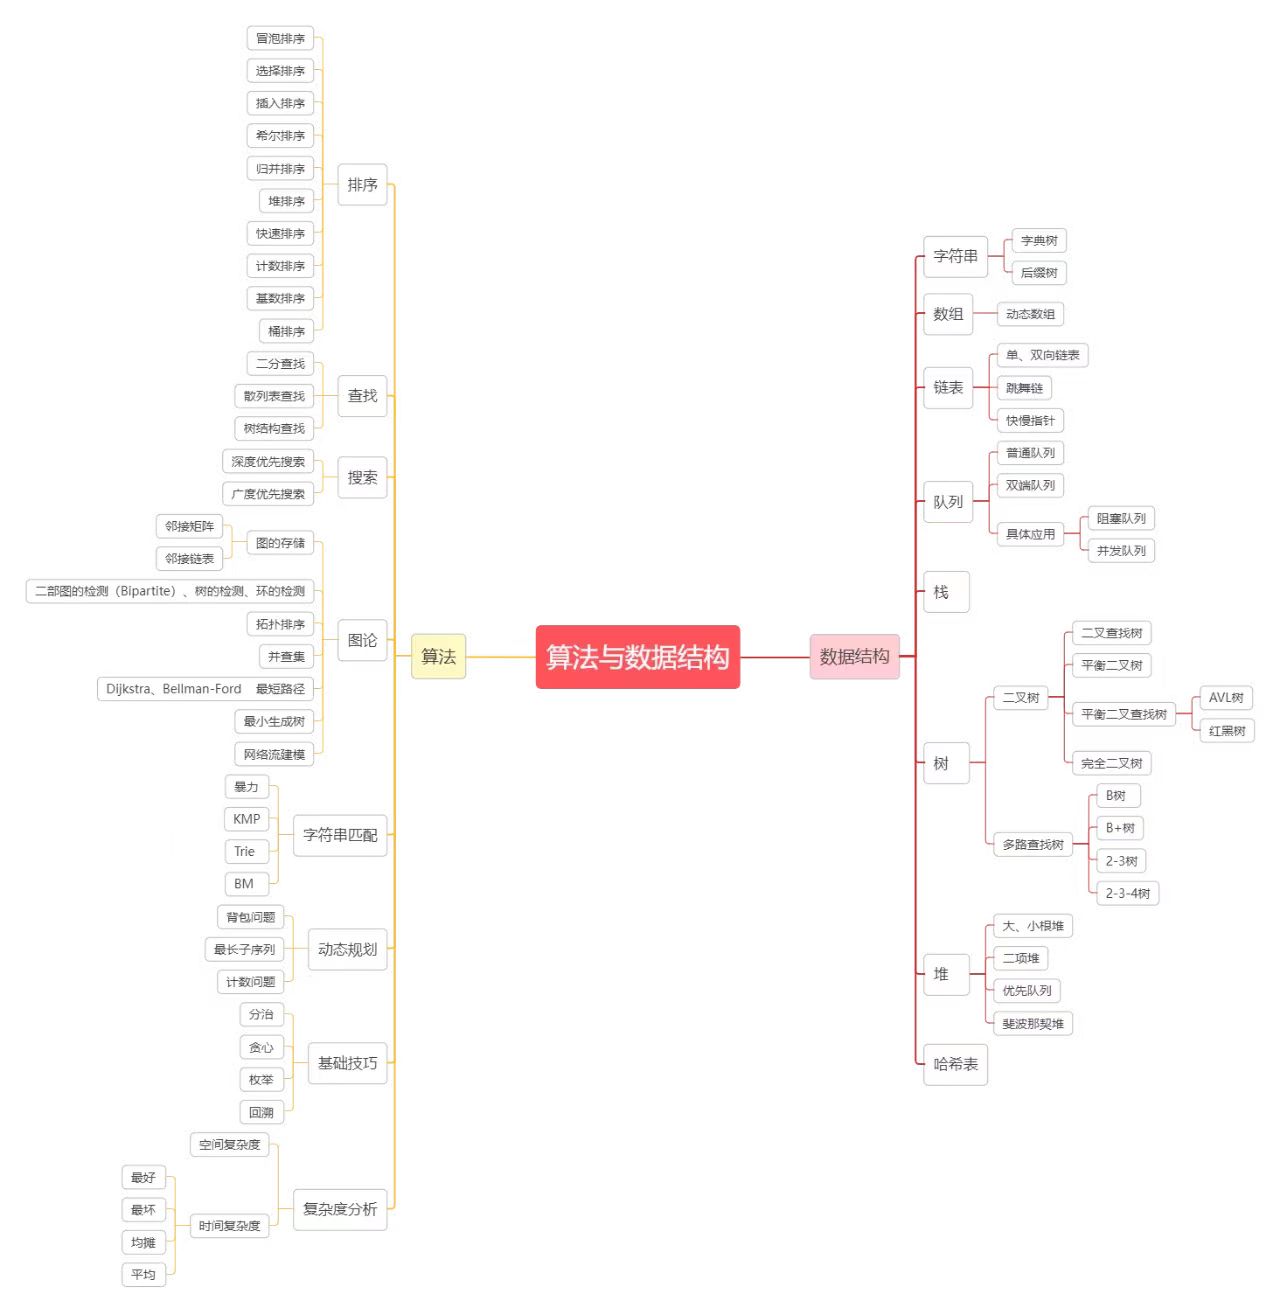 算法与数据结构
算法
排序
冒泡排序
选择排序
插入排序
希尔排序
归并排序
堆排序
快速排序
计数排序
基数排序
桶排序
查找
二分查找
散列表查找
树结构查找
搜索
深度优先搜索
广度优先搜索
图论
图的存储
邻接矩阵
邻接链表
二部图的检测（Bipartite）、树的检测、环的检测
拓扑排序
并查集
Dijkstra、Bellman-Ford 最短路径
最小生成树
网络流建模
字符串匹配
暴力
KMP
Trie
BM
动态规划
背包问题
最长子序列
计数问题
基础技巧
分治
贪心
枚举
回溯
复杂度分析
空间复杂度
时间复杂度
最好
最坏
均摊
平均
数据结构
字符串
字典树
后缀树
数组
动态数组
链表
单、双向链表
跳舞链
快慢指针
队列
普通队列
双端队列
具体应用
阻塞队列
并发队列
栈
树
二叉树
二叉查找树
平衡二叉树
平衡二叉查找树
AVL树
红黑树
完全二叉树
多路查找树
B树
B+树
2-3树
2-3-4树
堆
大、小根堆
二项堆
优先队列
斐波那契堆
哈希表